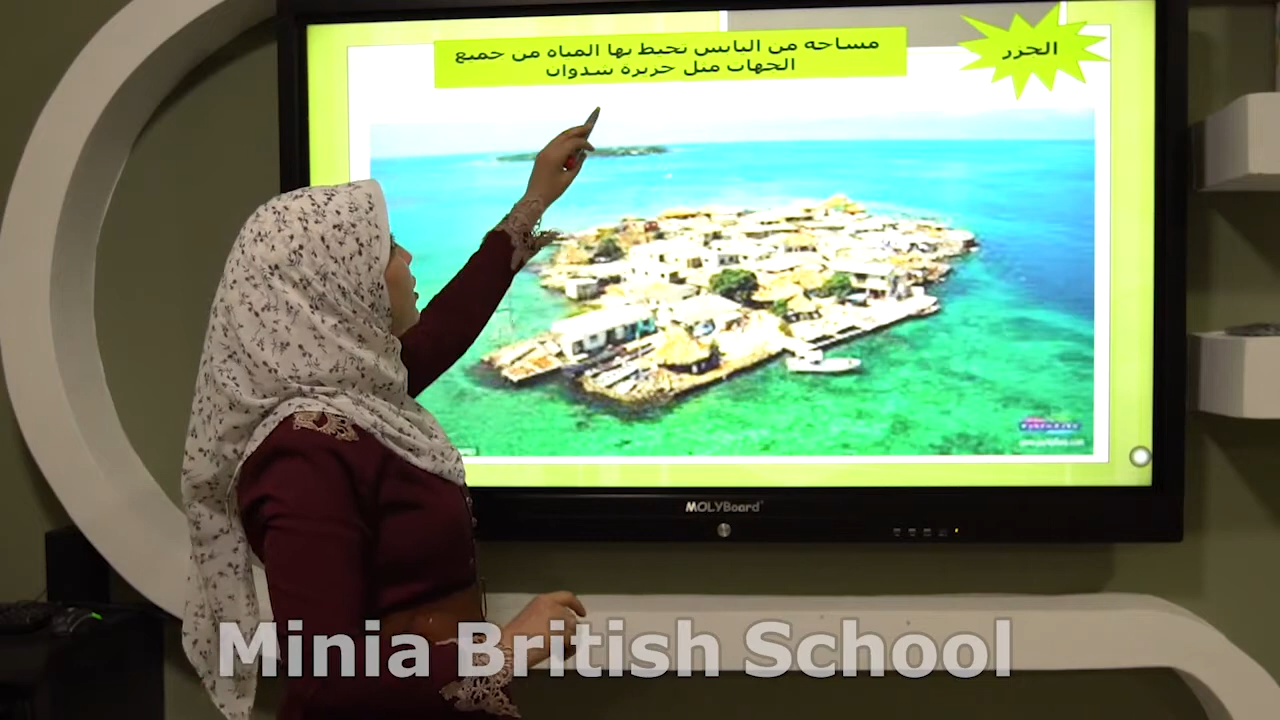 الجزر
مساحة من اليابس تحيط بها المياه من جميع
الجهات مثل جزيرة شدوان
MOLYBoard
Minia British School